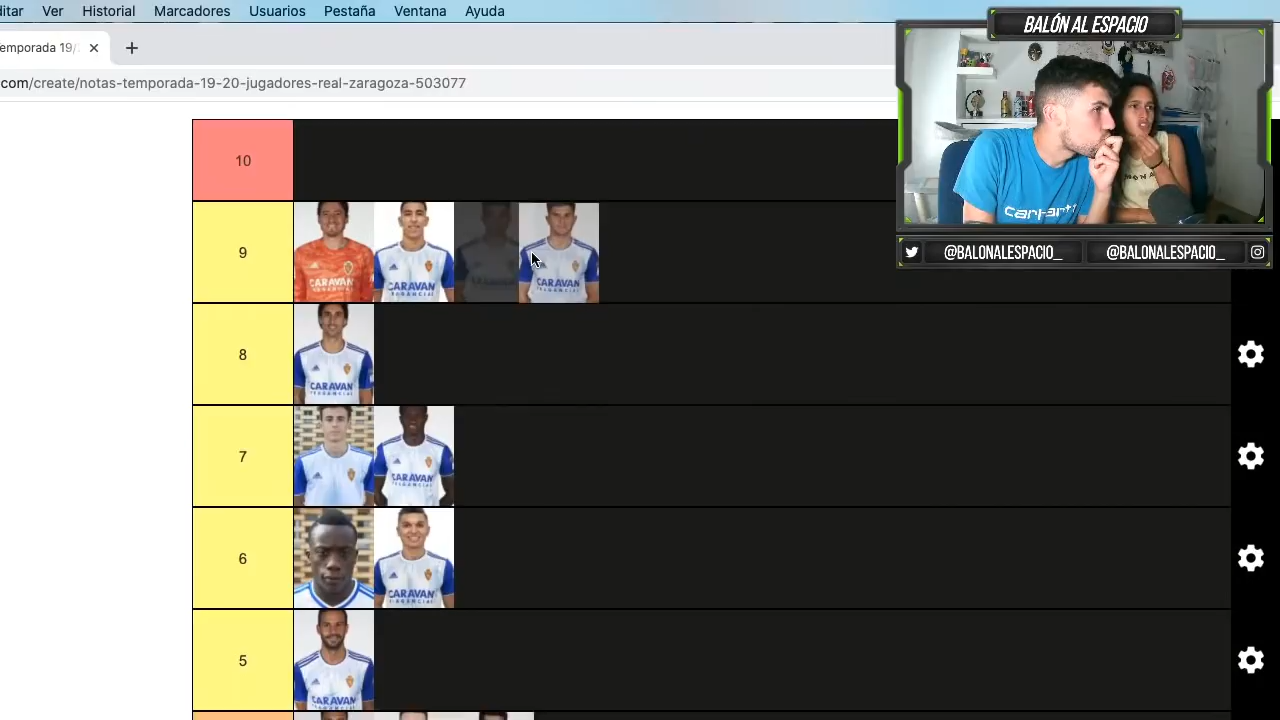 itar Ver Historial Marcadores Usuarios Pestaña Ventana Ayuda
emporada 19/
com/create/notas-temporada-19-20-jugadores-real-zaragoza-503077
BALÓN AL ESPACIO
@BALONALESPACIO_ @BALONALESPACIO_
10
9
CARAVAN
CARAVAN
CARAVAN
8
CARAVAN
7
CARAVAN
6
CARAVAN
5
CARAVAN